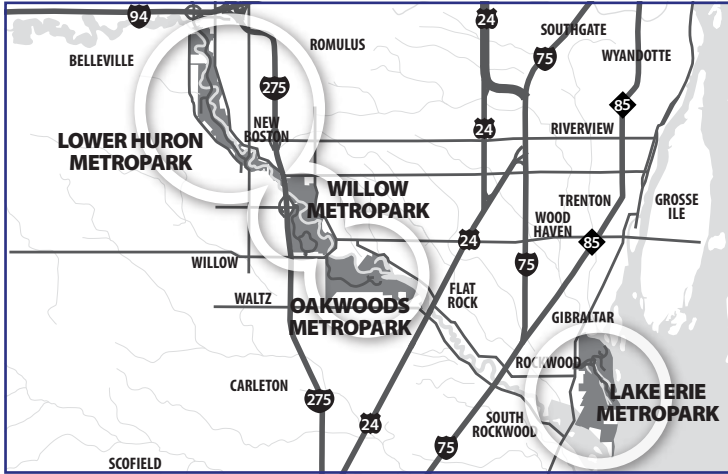 94
24
SOUTHGATE
ROMULUS
75
WYANDOTTE
BELLEVILLE
275
85
NEW
BOSTON
24
RIVERVIEW
LOWER HURON
METROPARK
WILLOW
METROPARK
TRENTON
GROSSE
ILE
WOOD
HAVEN
24
85
WILLOW
75
FLAT
ROCK
WALTZ
OAKWOODS
METROPARK
GIBRALTAR
ROCKWOOD
CARLETON
275
LAKE ERIE
METROPARK
24
SOUTH
ROCKWOOD
75
SCOFIELD